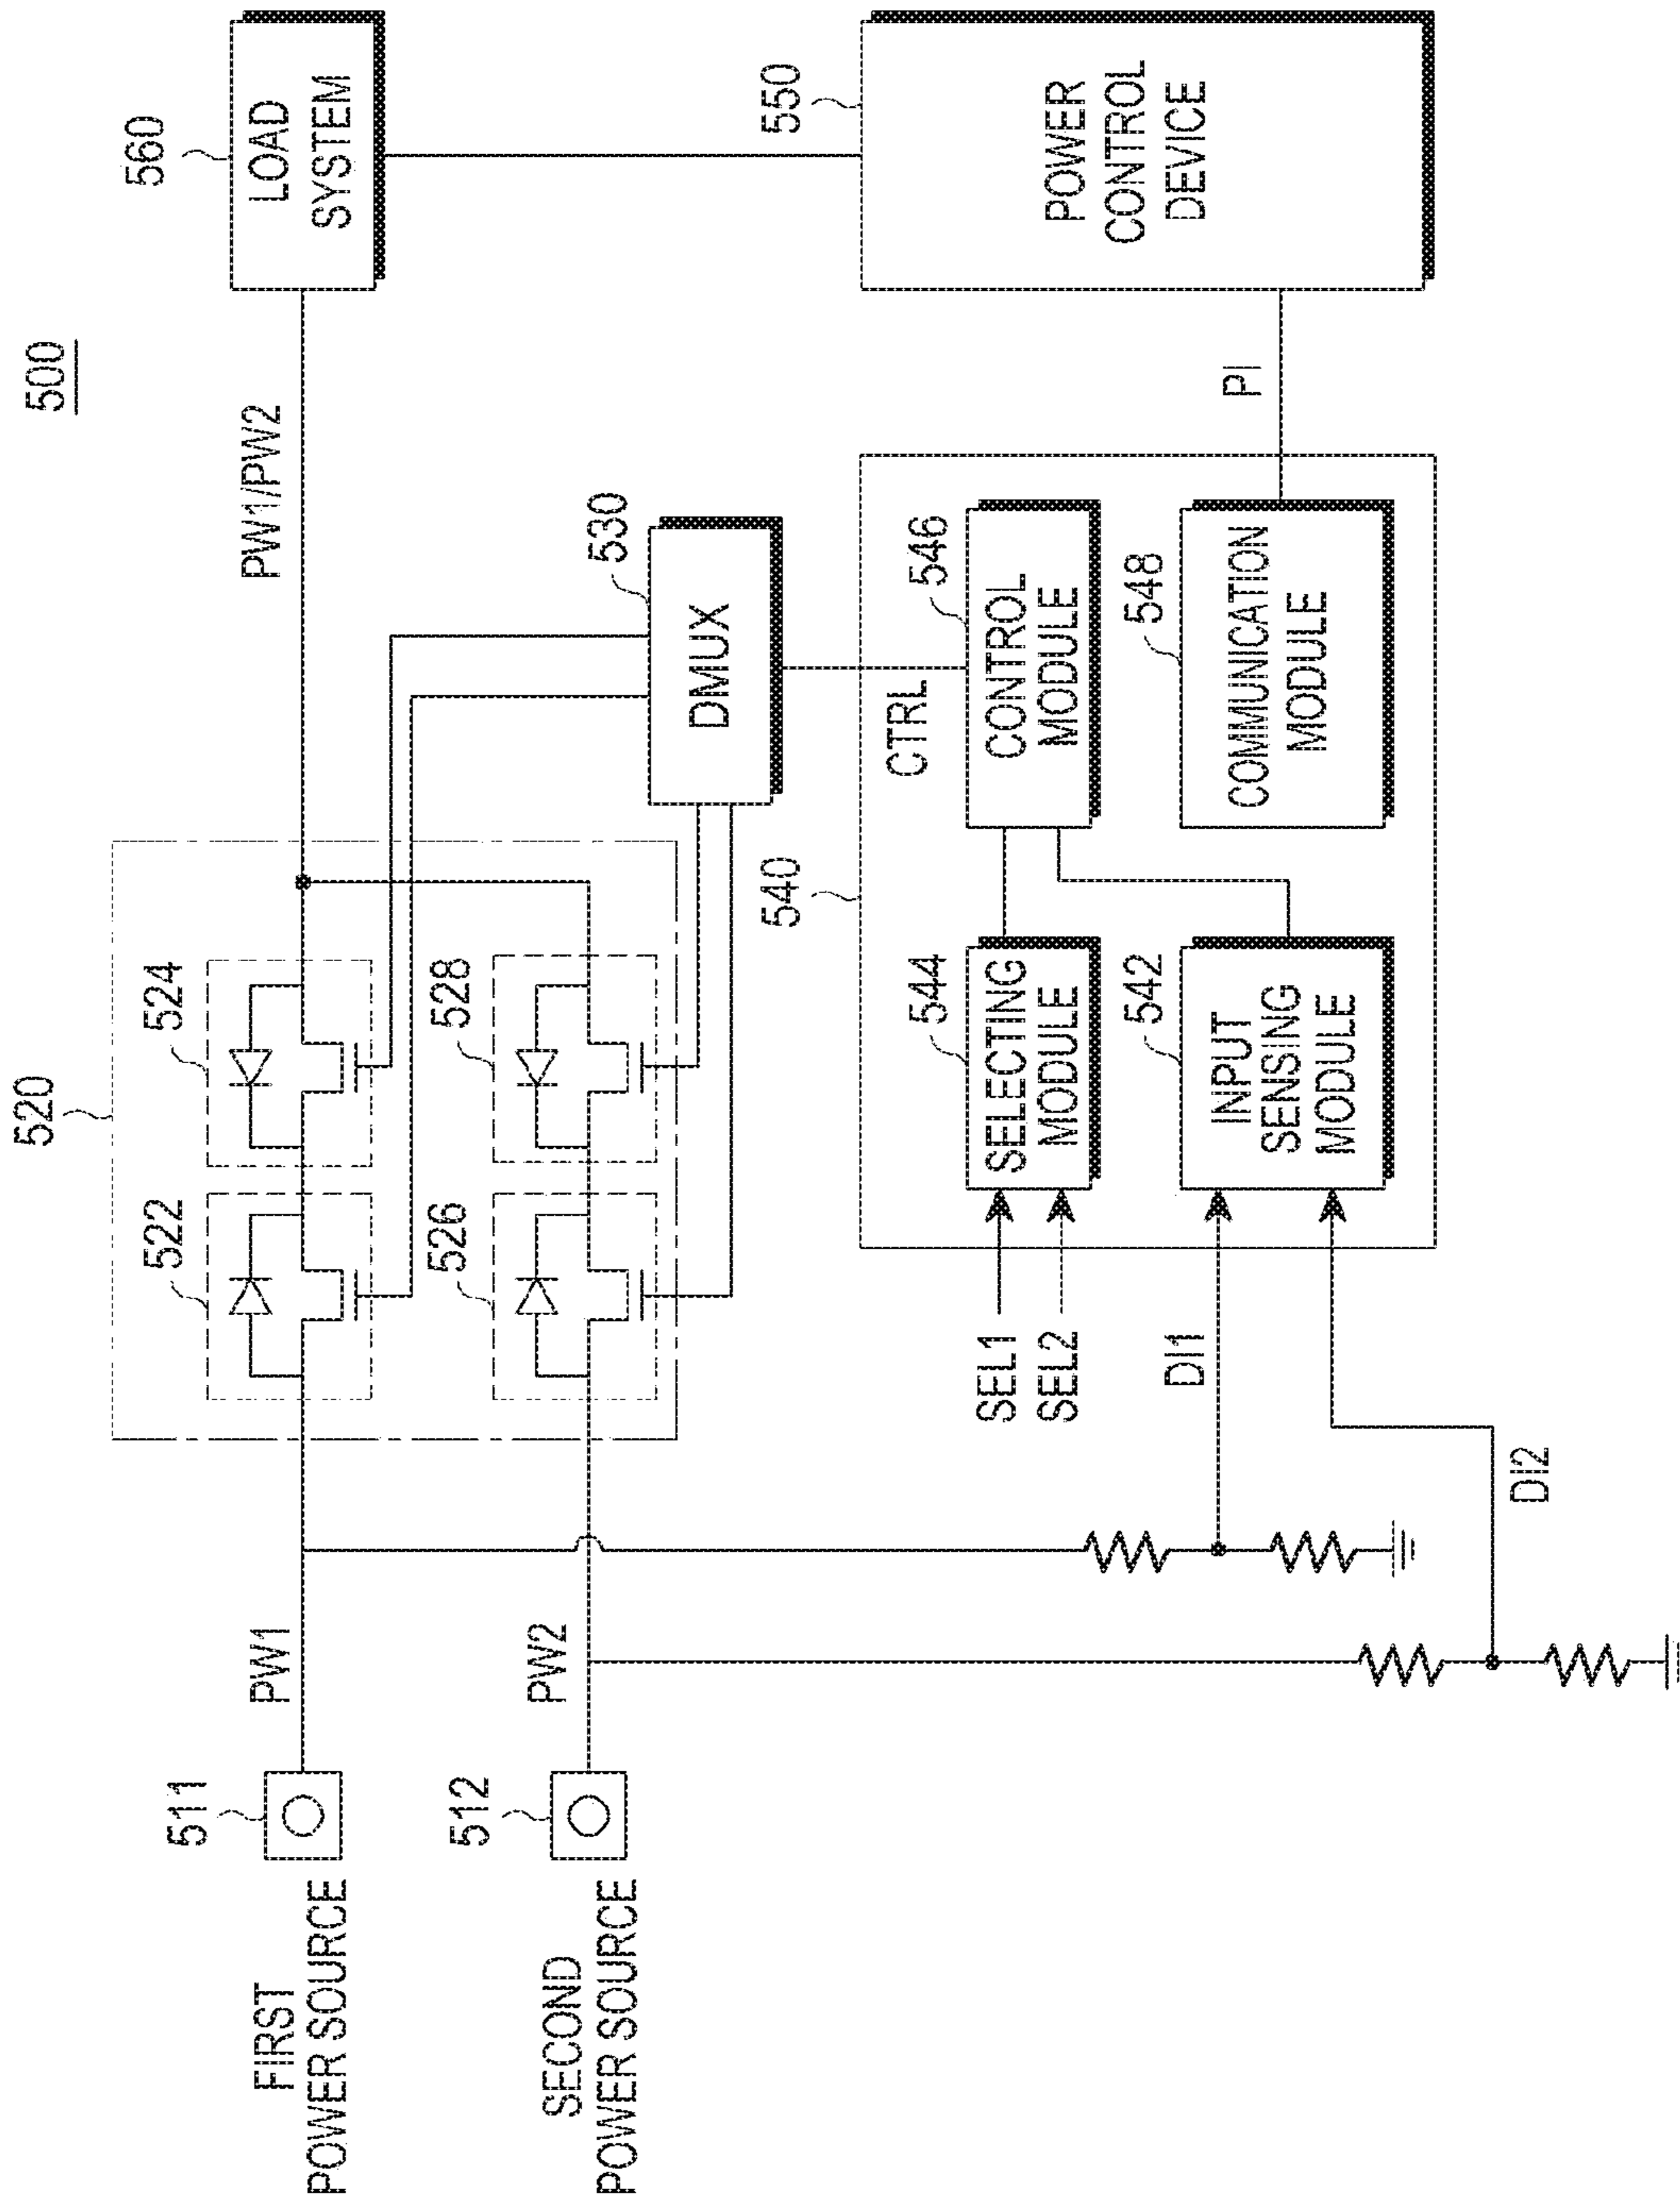 500
520
522
524
PW1/PW2
560
LOAD
SYSTEM
511
PW1
FIRST
POWER SOURCE
526
528
530
DMUX
512
PW2
SECOND
POWER SOURCE
540
550
CTRL
544
SELECTING
MODULE
546
CONTROL
MODULE
SEL1
SEL2
POWER
CONTROL
DEVICE
DI1
542
INPUT
SENSING
MODULE
548
COMMUNICATION
MODULE
PI
DI2